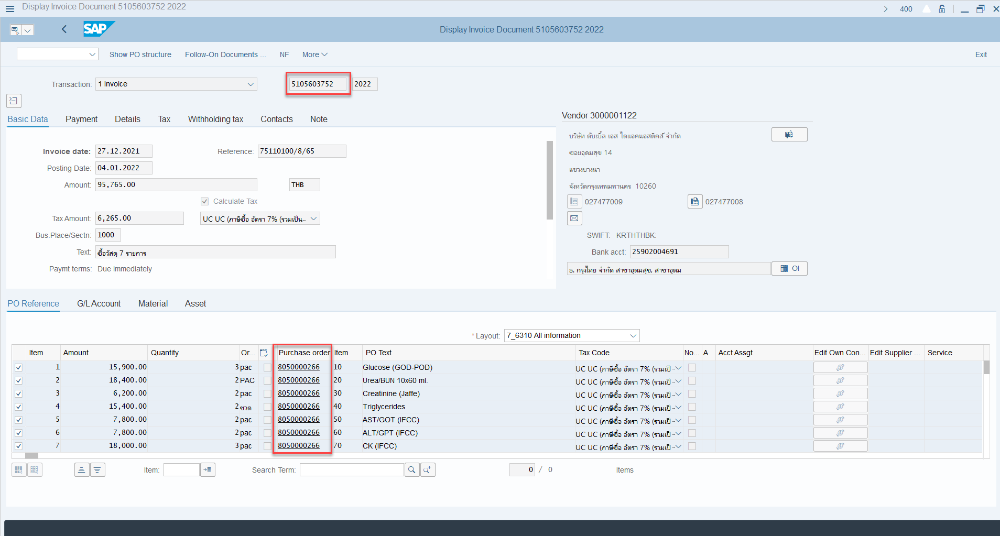 Display Invoice Document 5105603752 2022
400
SAP
Display Invoice Document 5105603752 2022
Show PO structure
Follow-On Documents ...
NF
More
Exit
Transaction: 1 Invoice
5105603752 2022
Basic Data Payment Details Tax Withholding tax Contacts Note
Invoice date: 27.12.2021 Reference: 75110100/8/65
Posting Date: 04.01.2022
Amount: 95,765.00 THB
Calculate Tax
Tax Amount: 6,265.00 UC UC (ภาษีซื้อ อัตรา 7% (รวมเป็น...
Bus.Place/Sectn: 1000
Text: ซื้อวัสดุ 7 รายการ
Paymt terms: Due immediately
Vendor 3000001122
บริษัท ดับเบิ้ล เอส ไดแอคนอสติคส์ จำกัด
ซอยอุดมสุข 14
แขวงบางนา
จังหวัดกรุงเทพมหานคร 10260
027477009 027477008
SWIFT: KRTHTHBK:
Bank acct: 25902004691
ธ. กรุงไทย จำกัด สาขาอุดมสุข, สาขาอุดม OI
PO Reference G/L Account Material Asset
* Layout: 7_6310 All information
Item Amount Quantity Or... Purchase order Item PO Text Tax Code No... A Acct Assgt Edit Own Con... Edit Supplier ... Service
1 15,900.00 3 pac 8050000266 10 Glucose (GOD-POD) UC UC (ภาษีซื้อ อัตรา 7% (รวมเป็...
2 18,400.00 2 PAC 8050000266 20 Urea/BUN 10x60 ml. UC UC (ภาษีซื้อ อัตรา 7% (รวมเป็...
3 6,200.00 2 pac 8050000266 30 Creatinine (Jaffe) UC UC (ภาษีซื้อ อัตรา 7% (รวมเป็...
4 15,400.00 2 ขวด 8050000266 40 Triglycerides UC UC (ภาษีซื้อ อัตรา 7% (รวมเป็...
5 7,800.00 2 pac 8050000266 50 AST/GOT (IFCC) UC UC (ภาษีซื้อ อัตรา 7% (รวมเป็...
6 7,800.00 2 pac 8050000266 60 ALT/GPT (IFCC) UC UC (ภาษีซื้อ อัตรา 7% (รวมเป็...
7 18,000.00 3 pac 8050000266 70 CK (IFCC) UC UC (ภาษีซื้อ อัตรา 7% (รวมเป็...
Item: Search Term: 0 / 0 Items